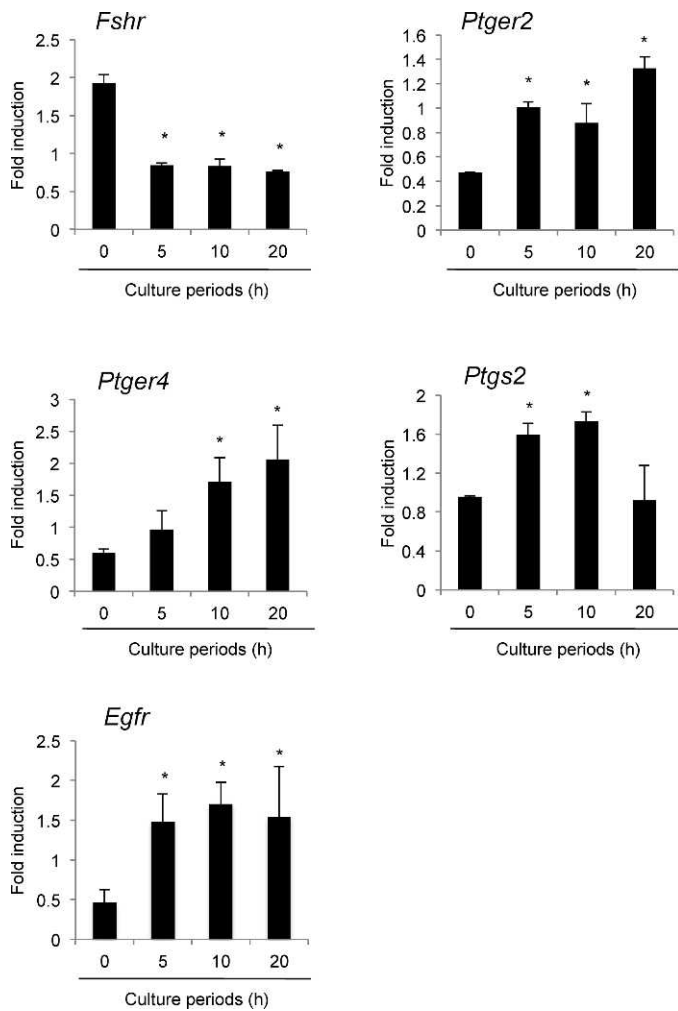 Fshr
Fold induction
2.5
2
1.5
1
0.5
0
* * *
0 5 10 20
Culture periods (h)
Ptger2
Fold induction
1.6
1.4
1.2
1
0.8
0.6
0.4
0.2
0
* * *
0 5 10 20
Culture periods (h)
Ptger4
Fold induction
3
2.5
2
1.5
1
0.5
0
* *
0 5 10 20
Culture periods (h)
Ptgs2
Fold induction
2
1.6
1.2
0.8
0.4
0
* *
0 5 10 20
Culture periods (h)
Egfr
Fold induction
2.5
2
1.5
1
0.5
0
* * *
0 5 10 20
Culture periods (h)